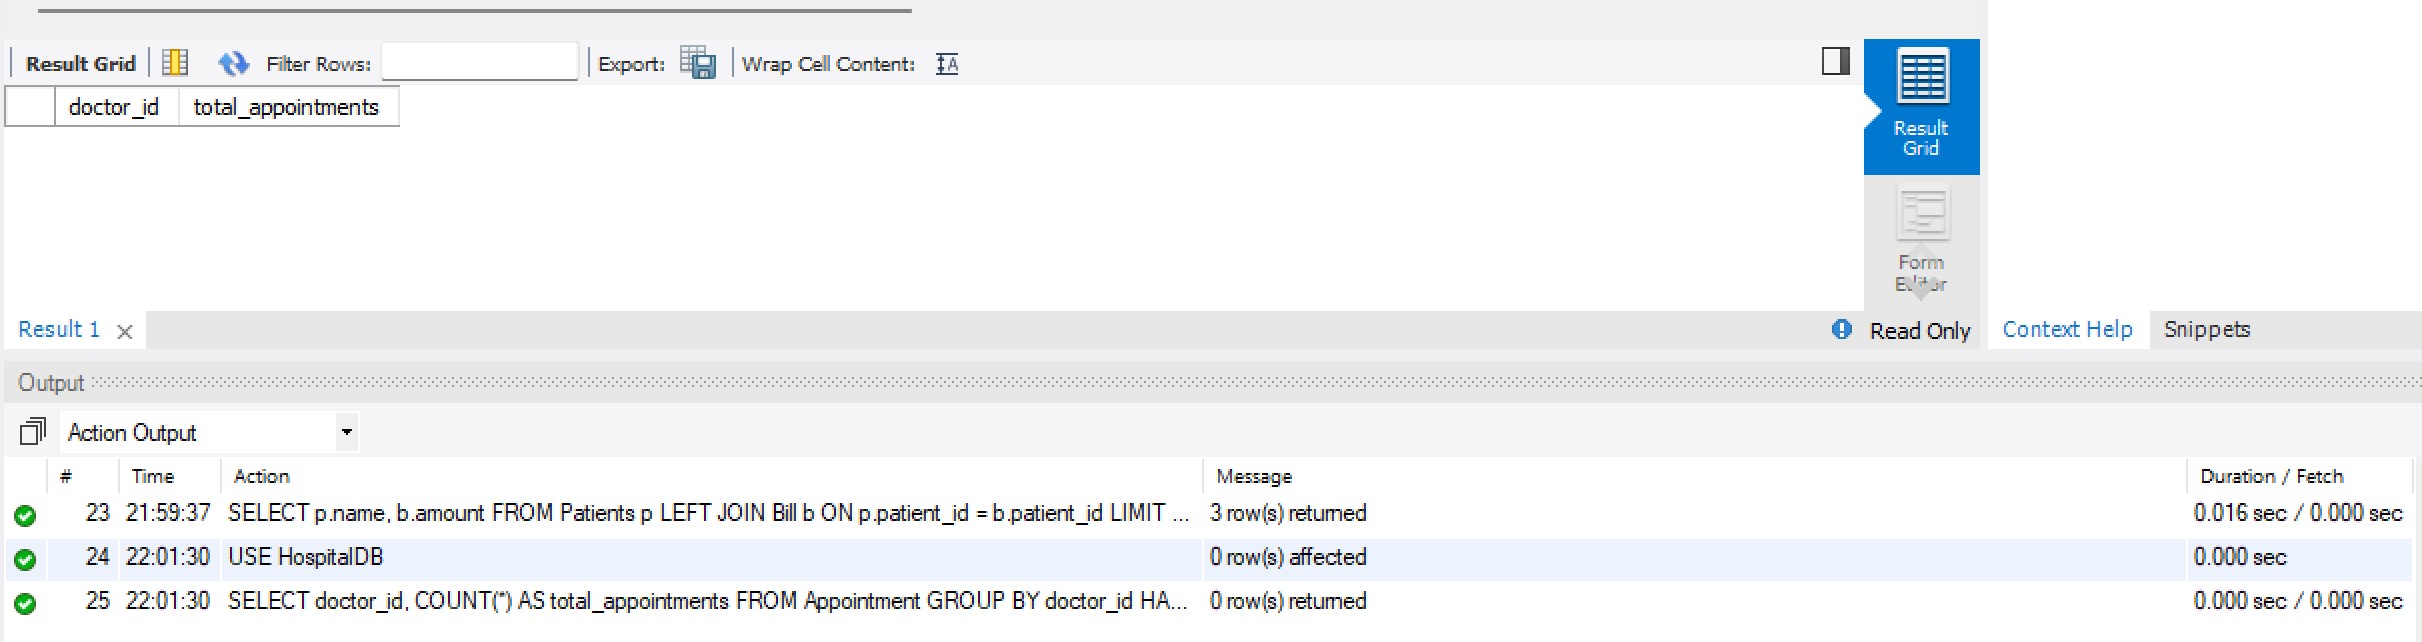 Result Grid Filter Rows: Export: Wrap Cell Content:
doctor_id total_appointments
Result
Grid
Form
Editor
Result 1 Read Only Context Help Snippets
Output
Action Output
# Time Action Message Duration / Fetch
23 21:59:37 SELECT p.name, b.amount FROM Patients p LEFT JOIN Bill b ON p.patient_id = b.patient_id LIMIT ... 3 row(s) returned 0.016 sec / 0.000 sec
24 22:01:30 USE HospitalDB 0 row(s) affected 0.000 sec
25 22:01:30 SELECT doctor_id, COUNT(*) AS total_appointments FROM Appointment GROUP BY doctor_id HA... 0 row(s) returned 0.000 sec / 0.000 sec